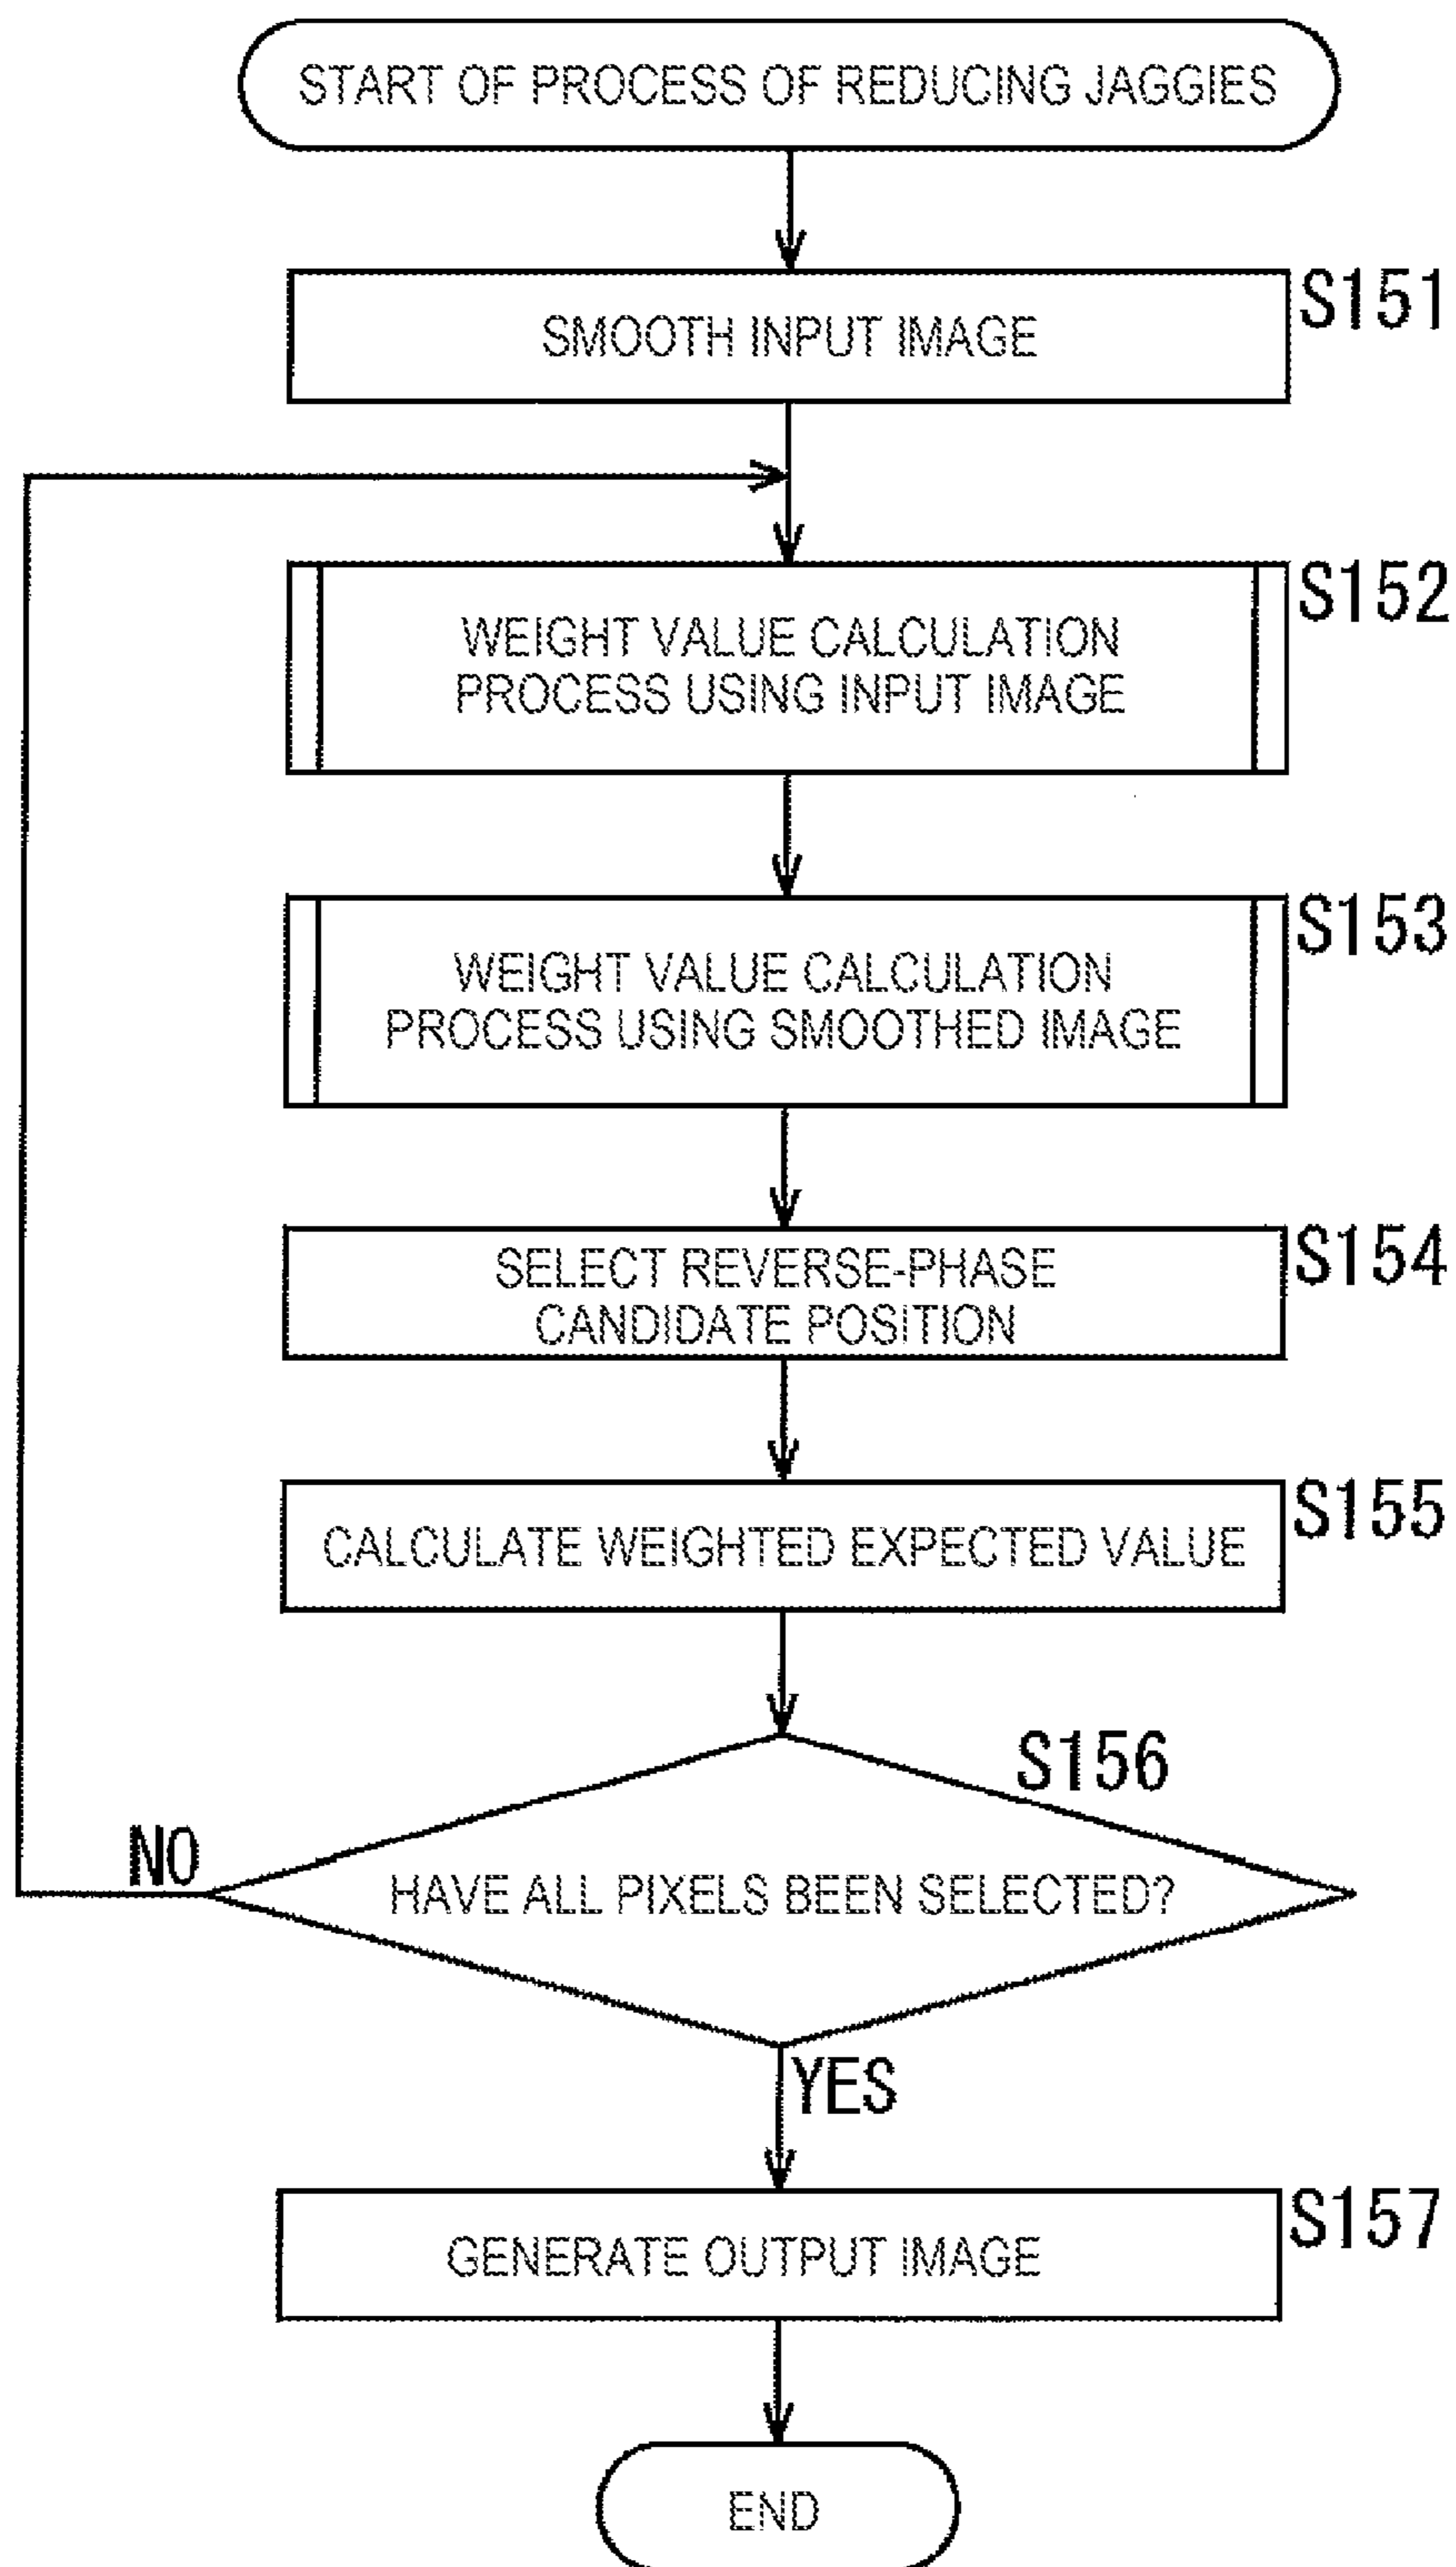 START OF PROCESS OF REDUCING JAGGIES
S151
SMOOTH INPUT IMAGE
S152
WEIGHT VALUE CALCULATION
PROCESS USING INPUT IMAGE
S153
WEIGHT VALUE CALCULATION
PROCESS USING SMOOTHED IMAGE
S154
SELECT REVERSE-PHASE
CANDIDATE POSITION
S155
CALCULATE WEIGHTED EXPECTED VALUE
S156
NO
HAVE ALL PIXELS BEEN SELECTED?
YES
S157
GENERATE OUTPUT IMAGE
END